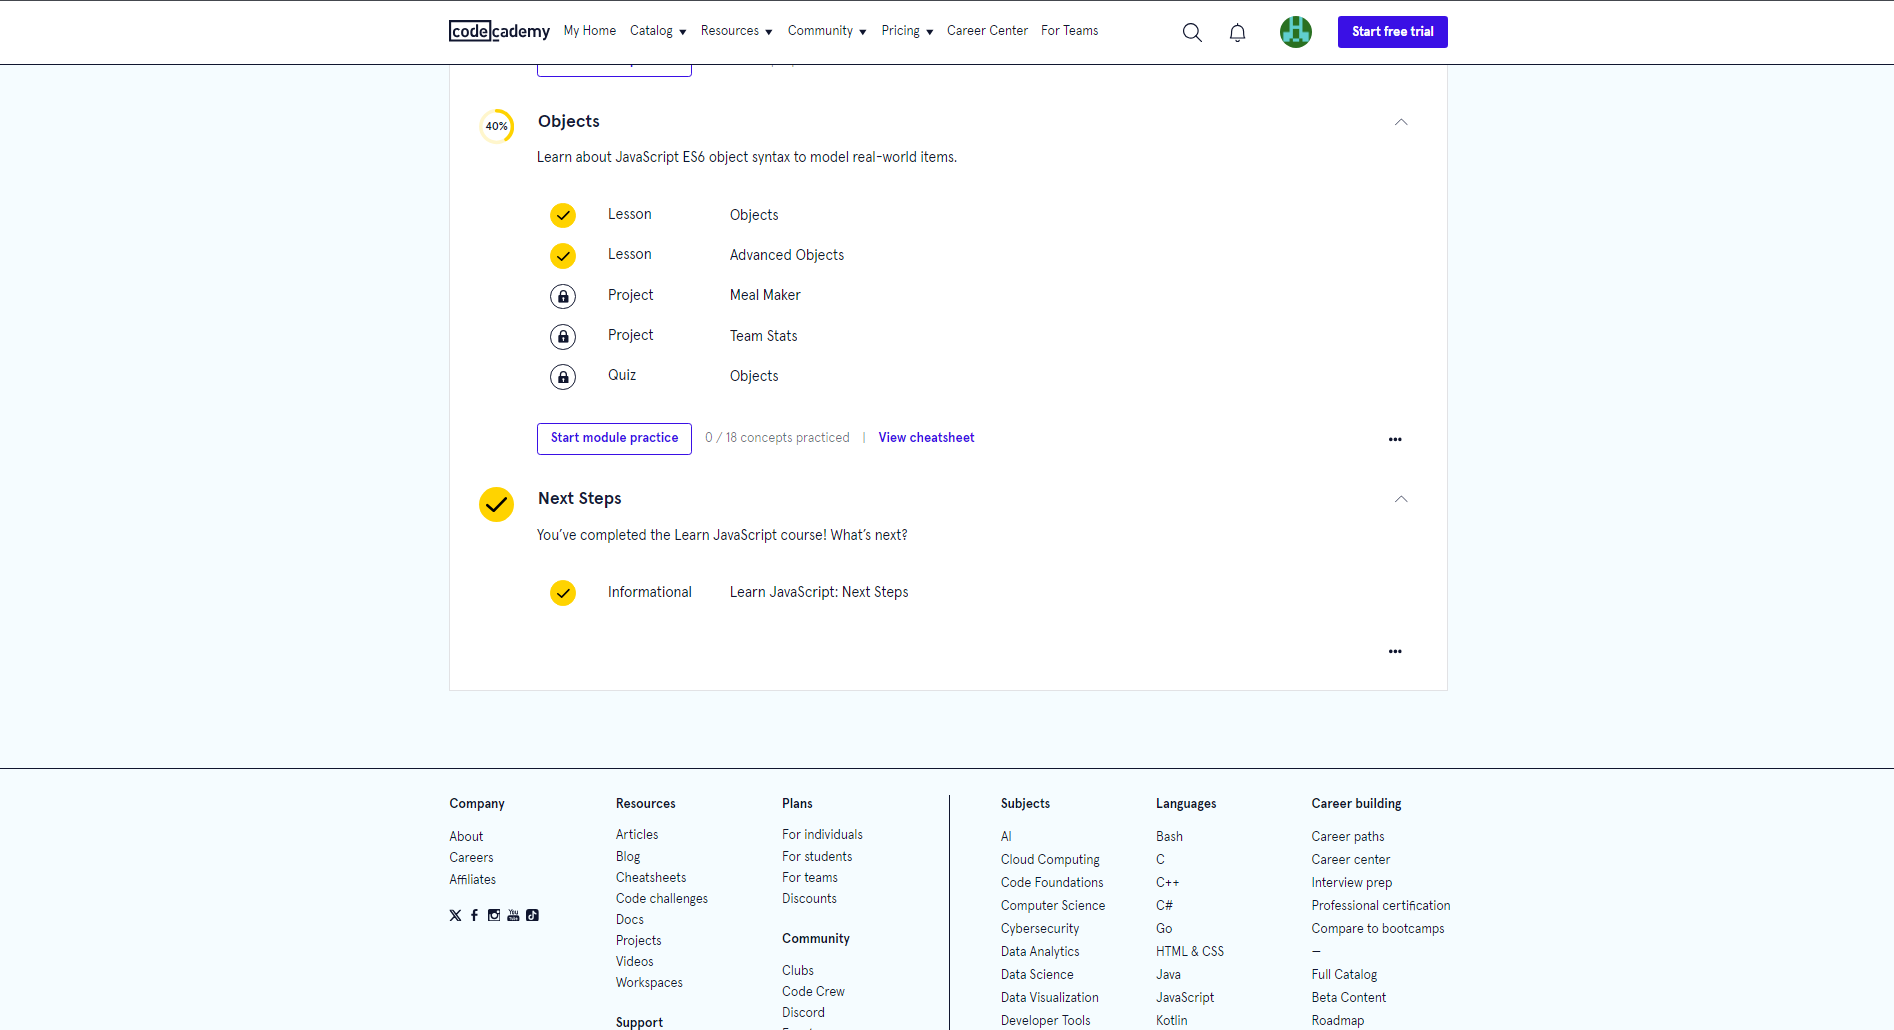 codecademy My Home Catalog Resources Community Pricing Career Center For Teams Start free trial
40% Objects
Learn about JavaScript ES6 object syntax to model real-world items.
Lesson Objects
Lesson Advanced Objects
Project Meal Maker
Project Team Stats
Quiz Objects
Start module practice 0 / 18 concepts practiced | View cheatsheet
Next Steps
You've completed the Learn JavaScript course! What's next?
Informational Learn JavaScript: Next Steps
Company
About
Careers
Affiliates
Resources
Articles
Blog
Cheatsheets
Code challenges
Docs
Projects
Videos
Workspaces
Support
Plans
For individuals
For students
For teams
Discounts
Community
Clubs
Code Crew
Discord
Subjects
AI
Cloud Computing
Code Foundations
Computer Science
Cybersecurity
Data Analytics
Data Science
Data Visualization
Developer Tools
Languages
Bash
C
C++
C#
Go
HTML & CSS
Java
JavaScript
Kotlin
Career building
Career paths
Career center
Interview prep
Professional certification
Compare to bootcamps
—
Full Catalog
Beta Content
Roadmap